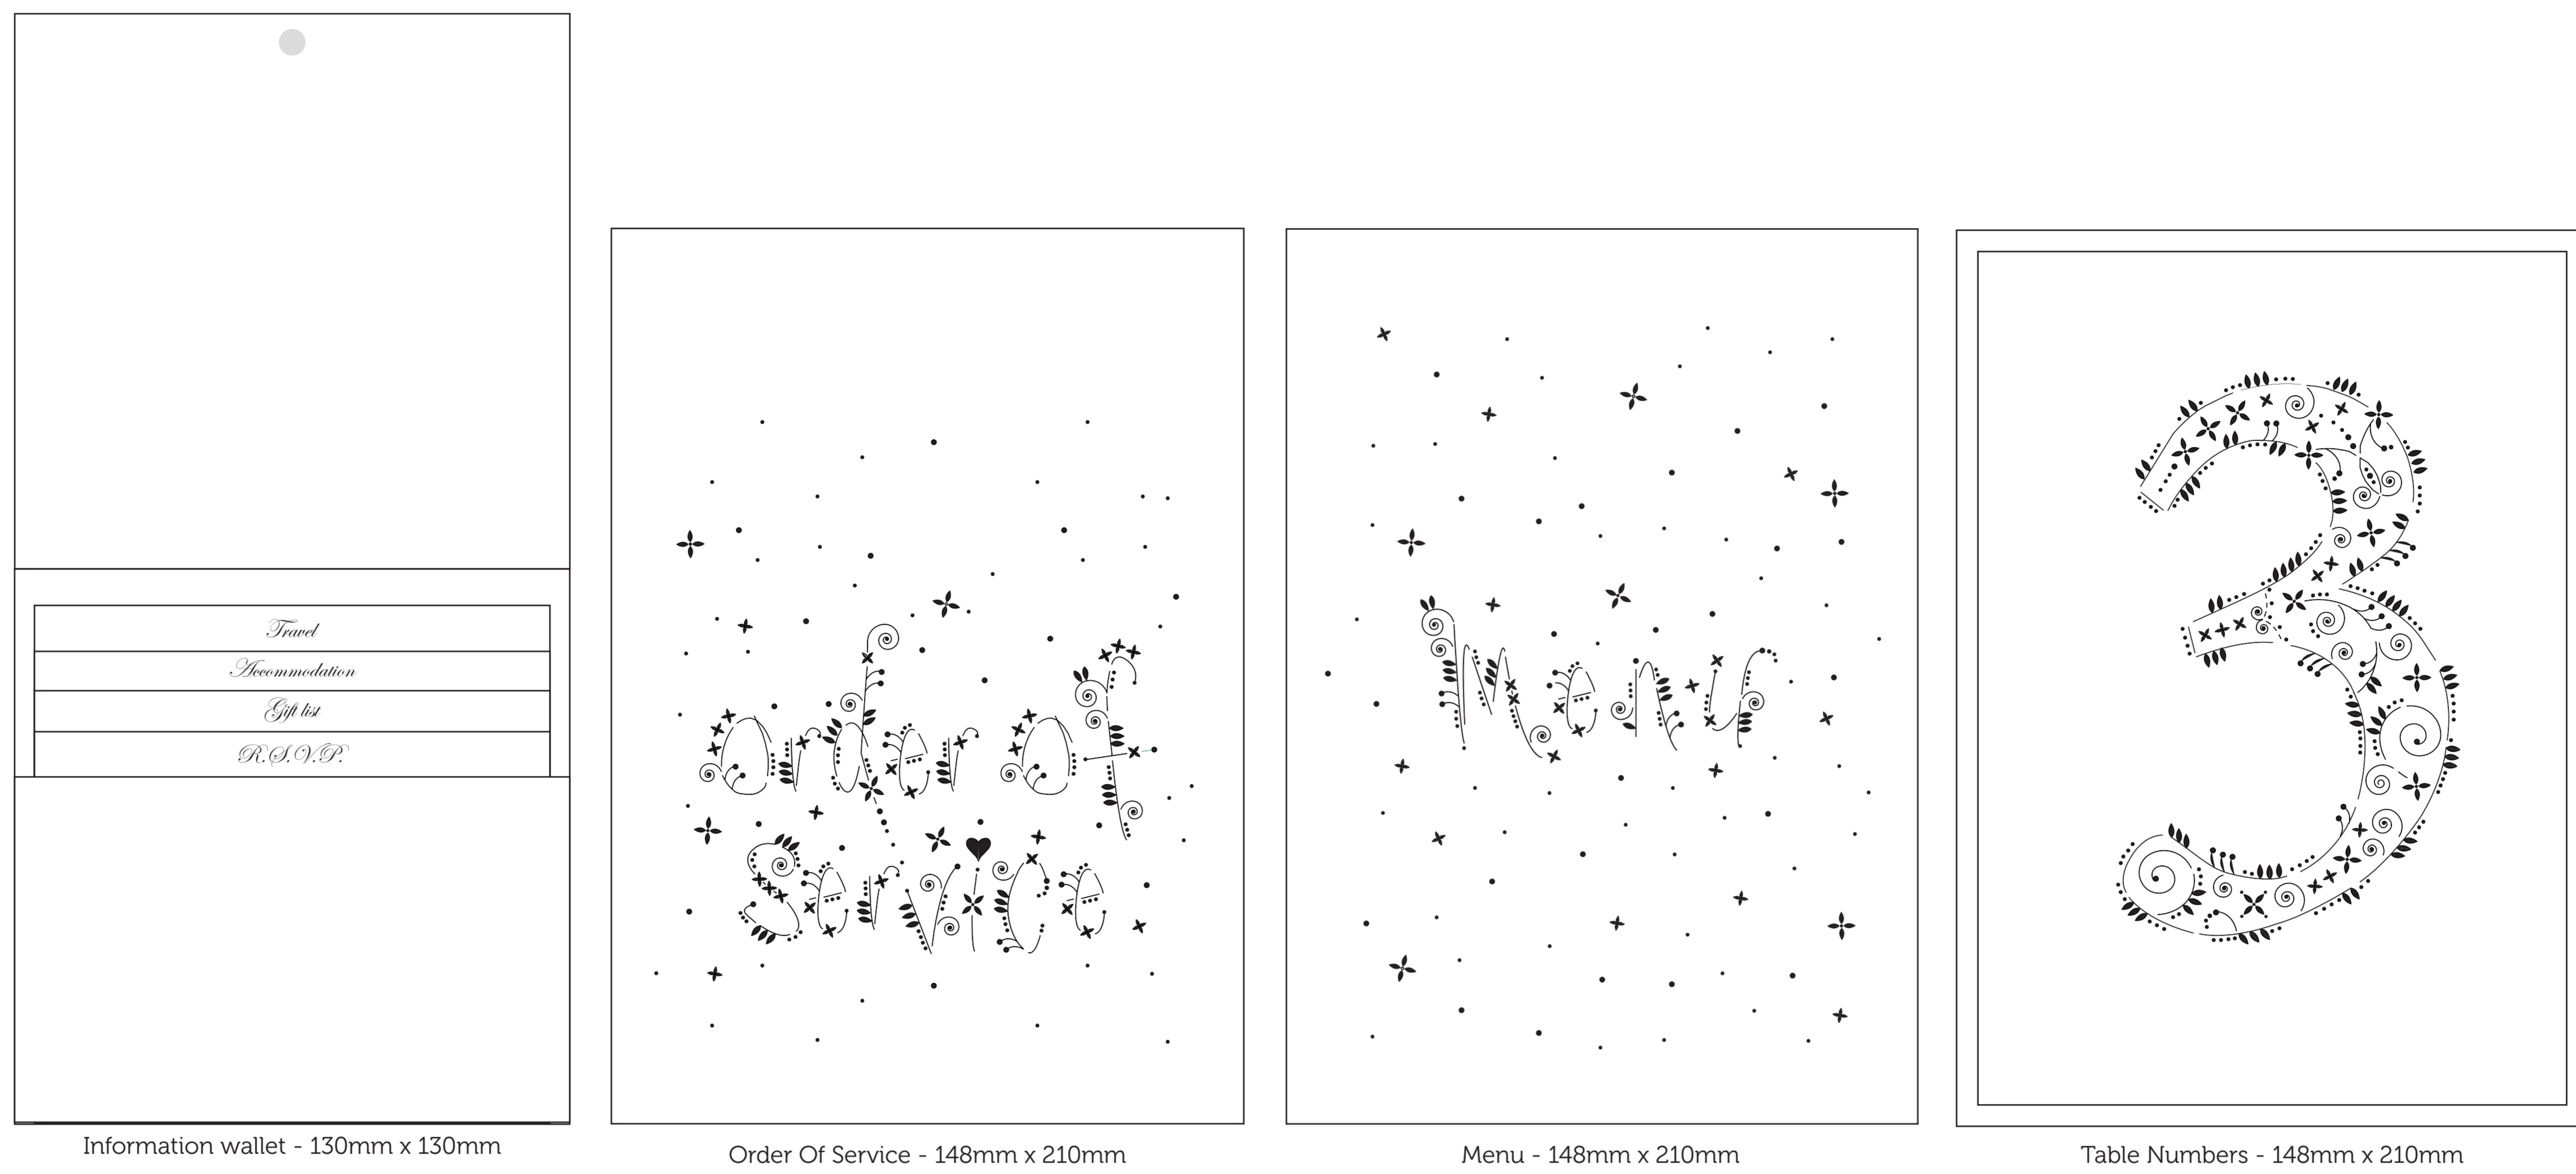 Travel
Accommodation
Gift list
R.S.V.P.
Information wallet - 130mm x 130mm
Order of
Service
Order Of Service - 148mm x 210mm
Menu
Menu - 148mm x 210mm
3
Table Numbers - 148mm x 210mm